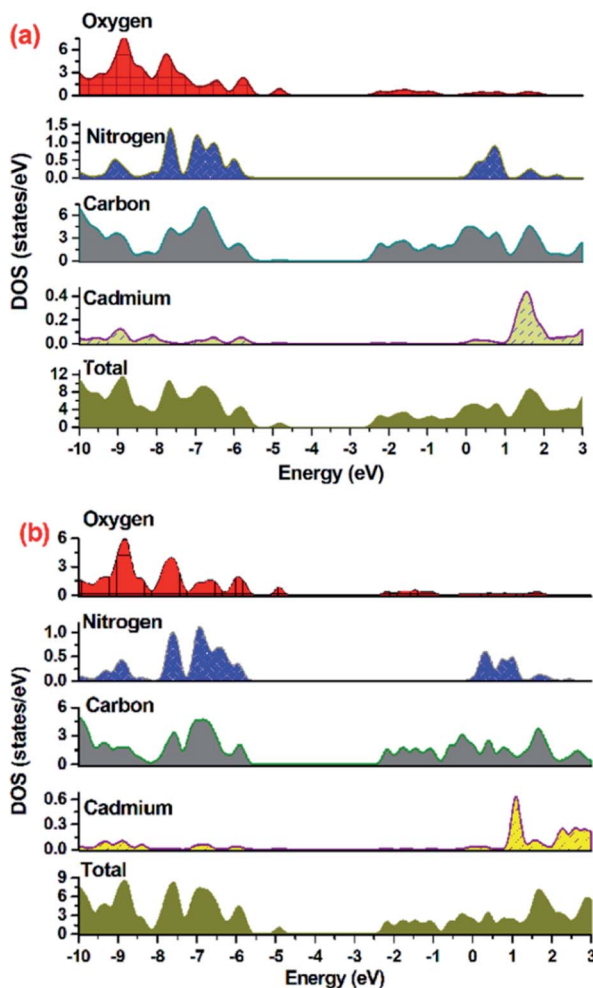 (a)
Oxygen
6
3
0
Nitrogen
1.5
1.0
0.5
0.0
Carbon
6
3
0
Cadmium
0.4
0.2
0.0
Total
12
8
4
0
DOS (states/eV)
-10 -9 -8 -7 -6 -5 -4 -3 -2 -1 0 1 2 3
Energy (eV)
(b)
Oxygen
6
3
0
Nitrogen
1.0
0.5
0.0
Carbon
6
3
0
Cadmium
0.6
0.3
0.0
Total
9
6
3
0
DOS (states/eV)
-10 -9 -8 -7 -6 -5 -4 -3 -2 -1 0 1 2 3
Energy (eV)